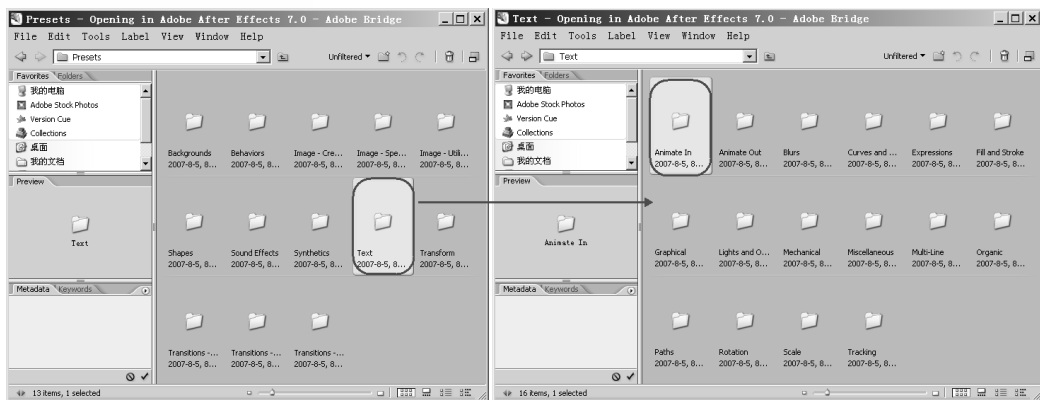 Presets - Opening in Adobe After Effects 7.0 - Adobe Bridge
File Edit Tools Label View Window Help
Presets
Unfiltered
Favorites Folders
我的电脑
Adobe Stock Photos
Version Cue
Collections
桌面
我的文档
Preview
Text
Metadata Keywords
Backgrounds Behaviors Image - Cre... Image - Spe... Image - Utili...
2007-8-5, 8... 2007-8-5, 8... 2007-8-5, 8... 2007-8-5, 8... 2007-8-5, 8...
Shapes Sound Effects Synthetics Text Transform
2007-8-5, 8... 2007-8-5, 8... 2007-8-5, 8... 2007-8-5, 8... 2007-8-5, 8...
Transitions -... Transitions -... Transitions -...
2007-8-5, 8... 2007-8-5, 8... 2007-8-5, 8...
13 items, 1 selected
Text - Opening in Adobe After Effects 7.0 - Adobe Bridge
File Edit Tools Label View Window Help
Text
Unfiltered
Favorites Folders
我的电脑
Adobe Stock Photos
Version Cue
Collections
桌面
我的文档
Preview
Animate In
Metadata Keywords
Animate In Animate Out Blurs Curves and ... Expressions Fill and Stroke
2007-8-5, 8... 2007-8-5, 8... 2007-8-5, 8... 2007-8-5, 8... 2007-8-5, 8... 2007-8-5, 8...
Graphical Lights and O... Mechanical Miscellaneous Multi-Line Organic
2007-8-5, 8... 2007-8-5, 8... 2007-8-5, 8... 2007-8-5, 8... 2007-8-5, 8... 2007-8-5, 8...
Paths Rotation Scale Tracking
2007-8-5, 8... 2007-8-5, 8... 2007-8-5, 8... 2007-8-5, 8...
16 items, 1 selected